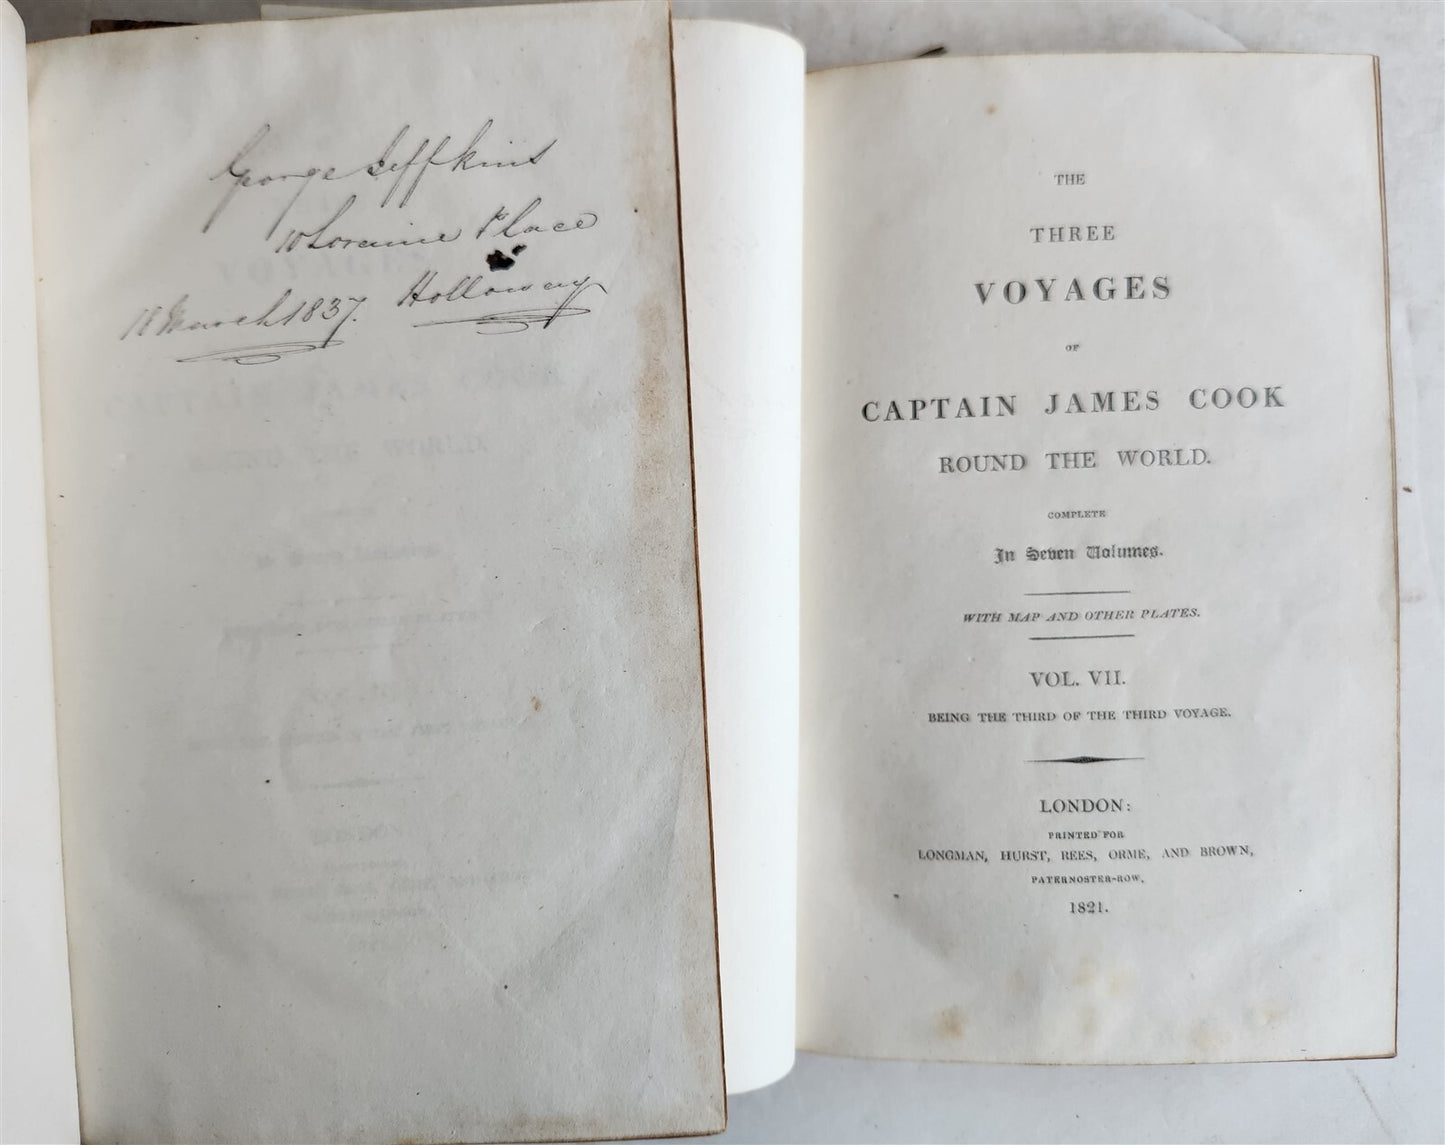 George Jeffkins
10 Loraine Place
Holloway
18 March 1837.
THE
THREE
VOYAGES
OF
CAPTAIN JAMES COOK
ROUND THE WORLD.
COMPLETE
In Seven Volumes.
WITH MAP AND OTHER PLATES.
VOL. VII.
BEING THE THIRD OF THE THIRD VOYAGE.
LONDON:
PRINTED FOR
LONGMAN, HURST, REES, ORME, AND BROWN,
PATERNOSTER-ROW.
1821.